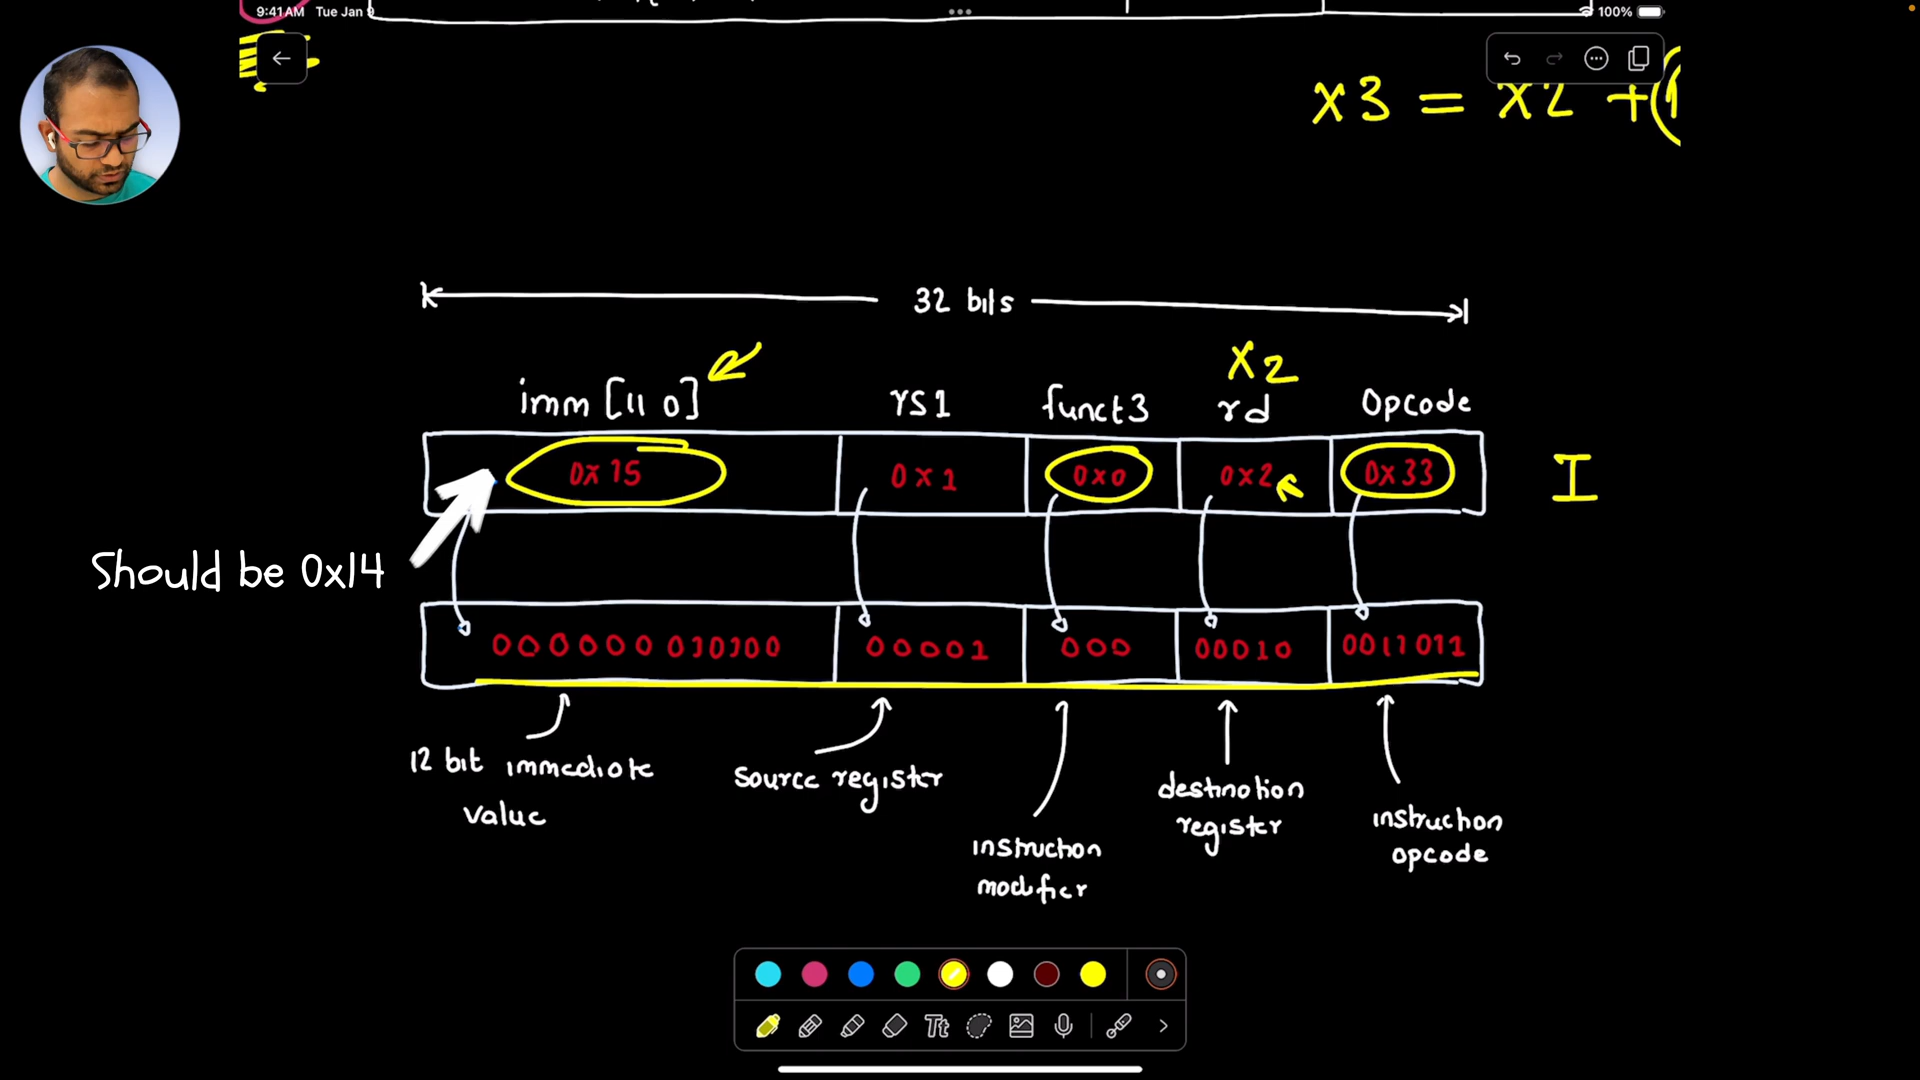 9:41 AM Tue Jan 9
100%
x3 = x2 + (
32 bits
x2
imm [11 0] rs1 funct3 rd Opcode
0x15 0x1 0x0 0x2 0x33 I
Should be 0x14
000000010100 00001 000 00010 0011011
12 bit immediate value
source register
instruction modifier
destination register
instruction opcode
Tt